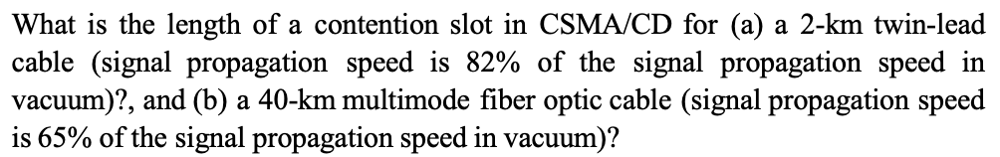 What is the length of a contention slot in CSMA/CD for (a) a 2-km twin-lead
cable (signal propagation speed is 82% of the signal propagation speed in
vacuum)?, and (b) a 40-km multimode fiber optic cable (signal propagation speed
is 65% of the signal propagation speed in vacuum)?